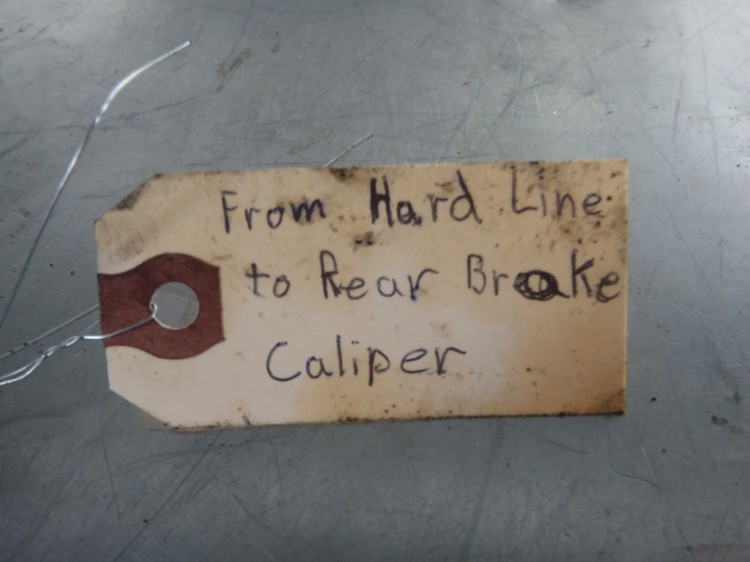 From Hard Line
to Rear Brake
Caliper